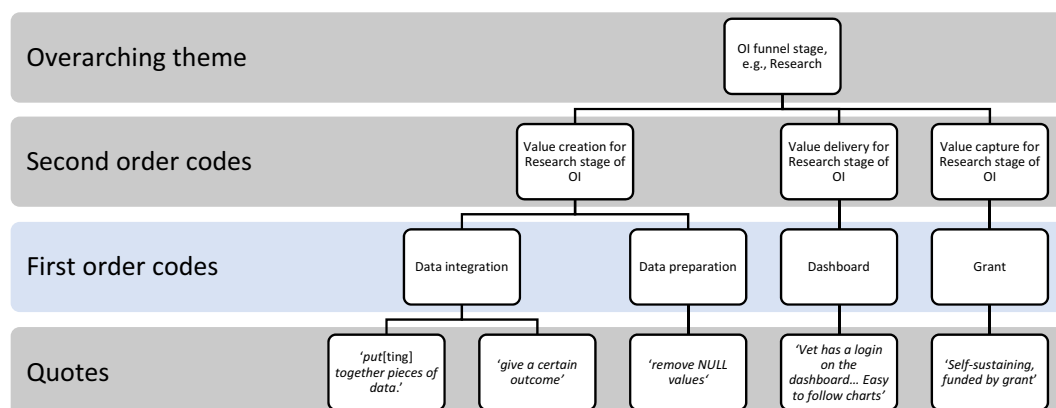 Overarching theme
OI funnel stage,
e.g., Research
Second order codes
Value creation for
Research stage of
OI
Value delivery for
Research stage of
OI
Value capture for
Research stage of
OI
First order codes
Data integration
Data preparation
Dashboard
Grant
Quotes
‘put[ting]
together pieces of
data.’
‘give a certain
outcome’
‘remove NULL
values‘
‘Vet has a login
on the
dashboard... Easy
to follow charts’
‘Self-sustaining,
funded by grant’